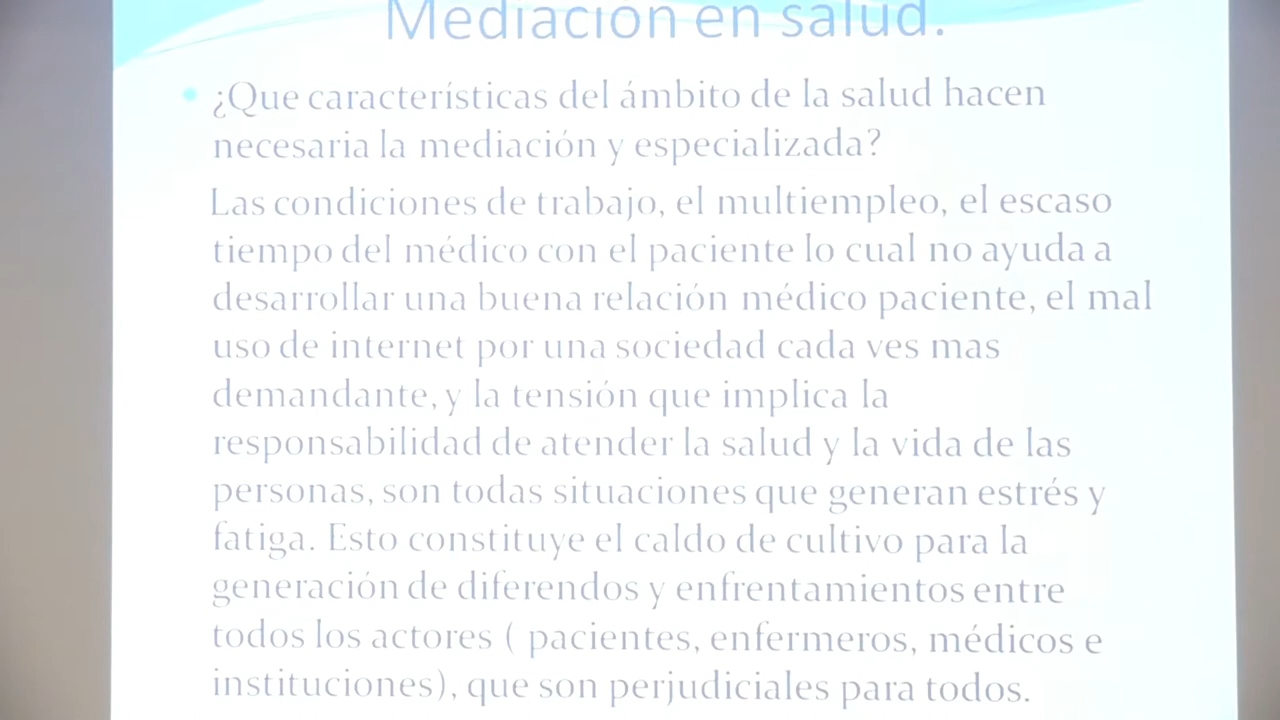 Mediación en salud.
¿Que características del ámbito de la salud hacen
necesaria la mediación y especializada?
Las condiciones de trabajo, el multiempleo, el escaso
tiempo del médico con el paciente lo cual no ayuda a
desarrollar una buena relación médico paciente, el mal
uso de internet por una sociedad cada ves mas
demandante, y la tensión que implica la
responsabilidad de atender la salud y la vida de las
personas, son todas situaciones que generan estrés y
fatiga. Esto constituye el caldo de cultivo para la
generación de diferendos y enfrentamientos entre
todos los actores ( pacientes, enfermeros, médicos e
instituciones), que son perjudiciales para todos.